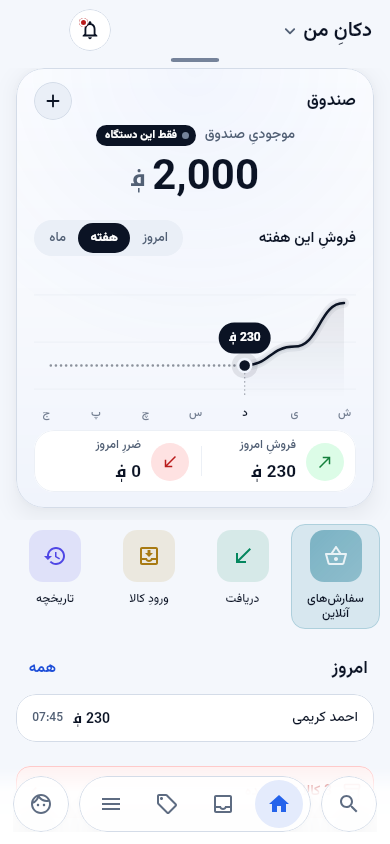 دکانِ من
صندوق
موجودیِ صندوق
فقط این دستگاه
2,000 ؋
فروشِ این هفته
امروز هفته ماه
230 ؋
ش ی د س چ پ ج
فروشِ امروز
230 ؋
ضررِ امروز
0 ؋
سفارش‌های
آنلاین
دریافت
ورودِ کالا
تاریخچه
امروز
همه
احمد کریمی
230 ؋
07:45